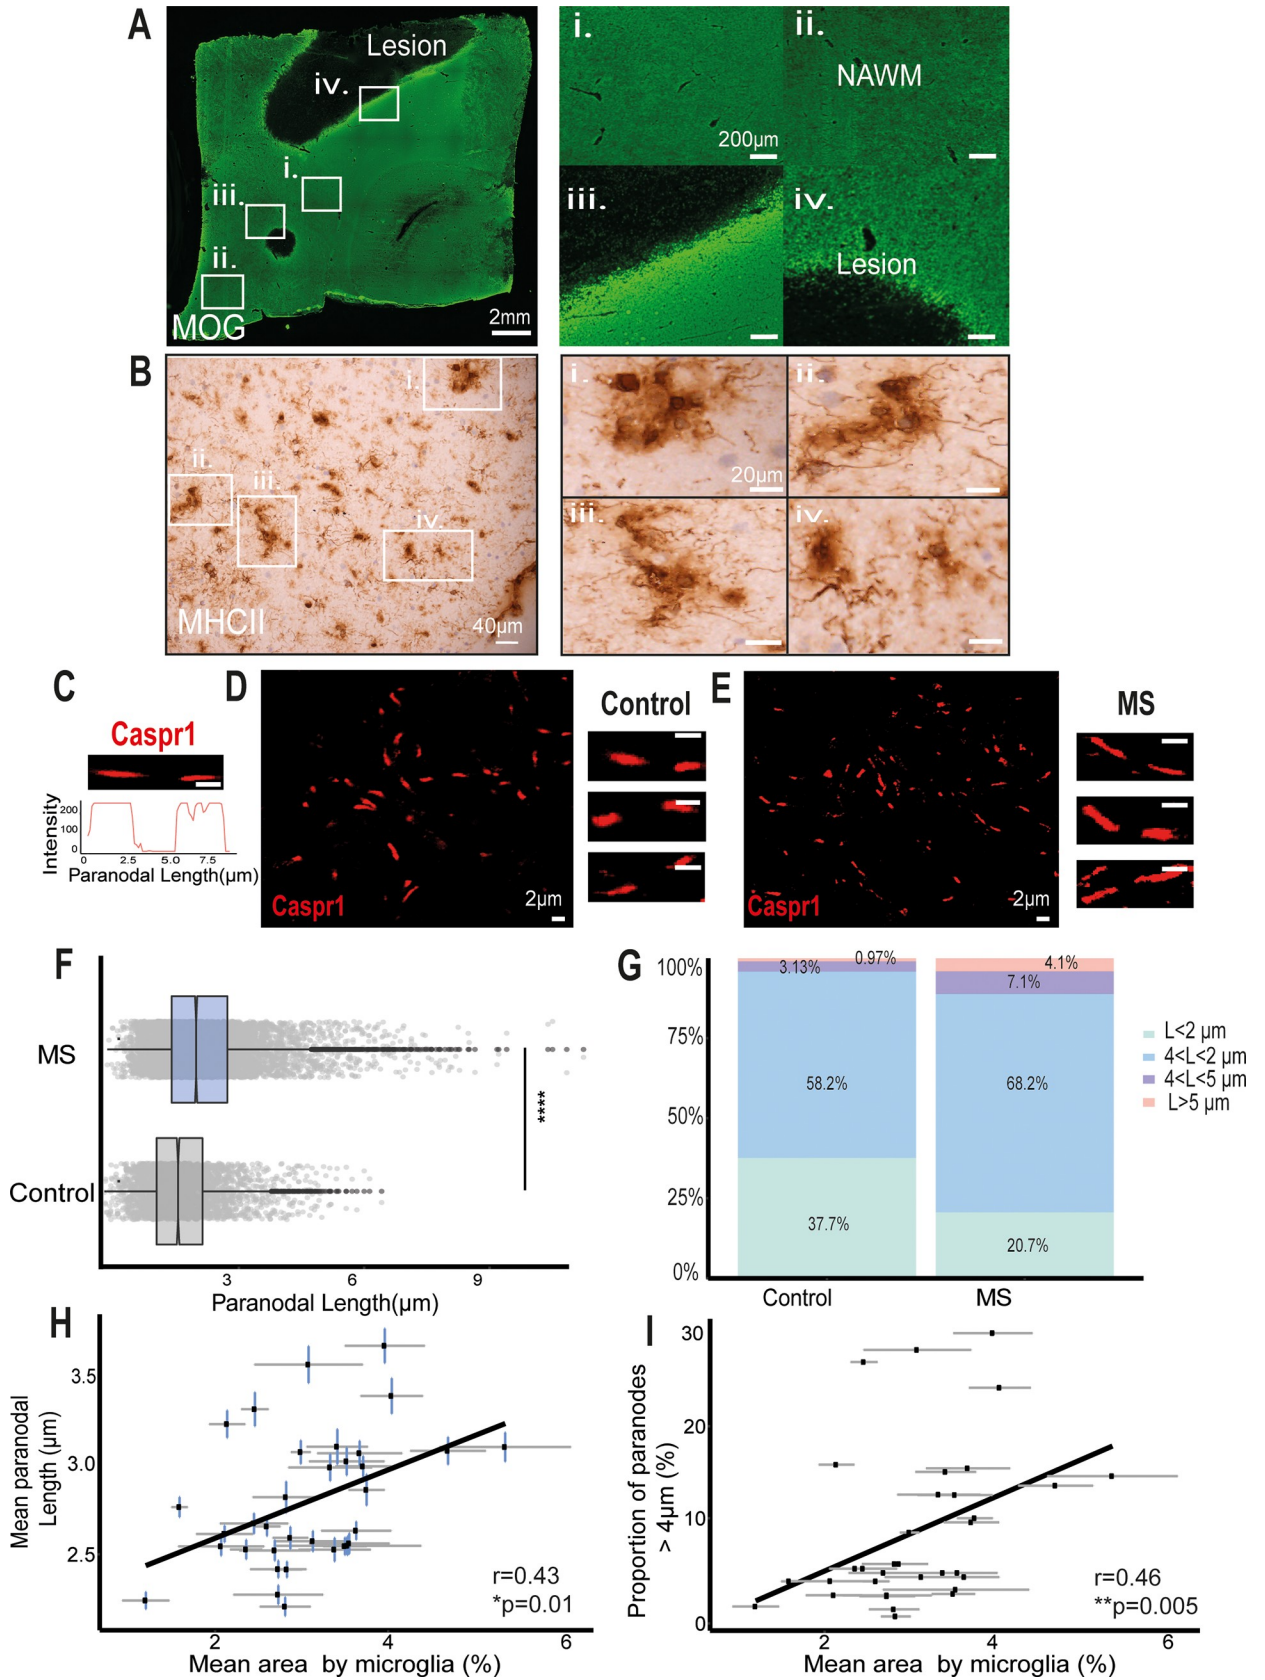 A
Lesion
iv.
i.
iii.
ii.
MOG
2mm
i.
200µm
ii.
NAWM
iii.
iv.
Lesion
B
i.
ii.
iii.
iv.
MHCII
40µm
i.
20µm
ii.
iii.
iv.
C
Caspr1
Intensity
200
100
0
0 2.5 5.0 7.5
Paranodal Length(µm)
D
Caspr1
2µm
Control
E
Caspr1
2µm
MS
F
MS
Control
****
3 6 9
Paranodal Length(µm)
G
100%
75%
50%
25%
0%
3.13% 0.97%
58.2%
37.7%
4.1%
7.1%
68.2%
20.7%
Control MS
L<2 µm
4<L<2 µm
4<L<5 µm
L>5 µm
H
Mean paranodal
Length (µm)
3.5
3.0
2.5
r=0.43
*p=0.01
2 4 6
Mean area by microglia (%)
I
Proportion of paranodes
> 4µm (%)
30
20
10
0
r=0.46
**p=0.005
2 4 6
Mean area by microglia (%)